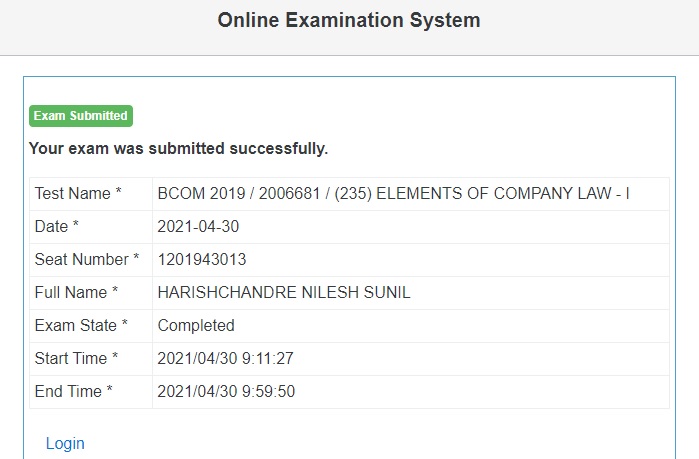 Online Examination System
Exam Submitted
Your exam was submitted successfully.
Test Name * BCOM 2019 / 2006681 / (235) ELEMENTS OF COMPANY LAW - I
Date * 2021-04-30
Seat Number * 1201943013
Full Name * HARISHCHANDRE NILESH SUNIL
Exam State * Completed
Start Time * 2021/04/30 9:11:27
End Time * 2021/04/30 9:59:50
Login